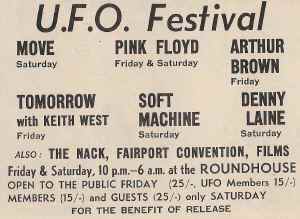 U.F.O. Festival
MOVE
Saturday
PINK FLOYD
Friday & Saturday
ARTHUR
BROWN
Friday
TOMORROW
with KEITH WEST
Friday
SOFT
MACHINE
Saturday
DENNY
LAINE
Saturday
ALSO: THE NACK, FAIRPORT CONVENTION, FILMS
Friday & Saturday, 10 p.m.–6 a.m. at the ROUNDHOUSE
OPEN TO THE PUBLIC FRIDAY (25/-. UFO Members 15/-)
MEMBERS (15/-) and GUESTS (25/-) only SATURDAY
FOR THE BENEFIT OF RELEASE